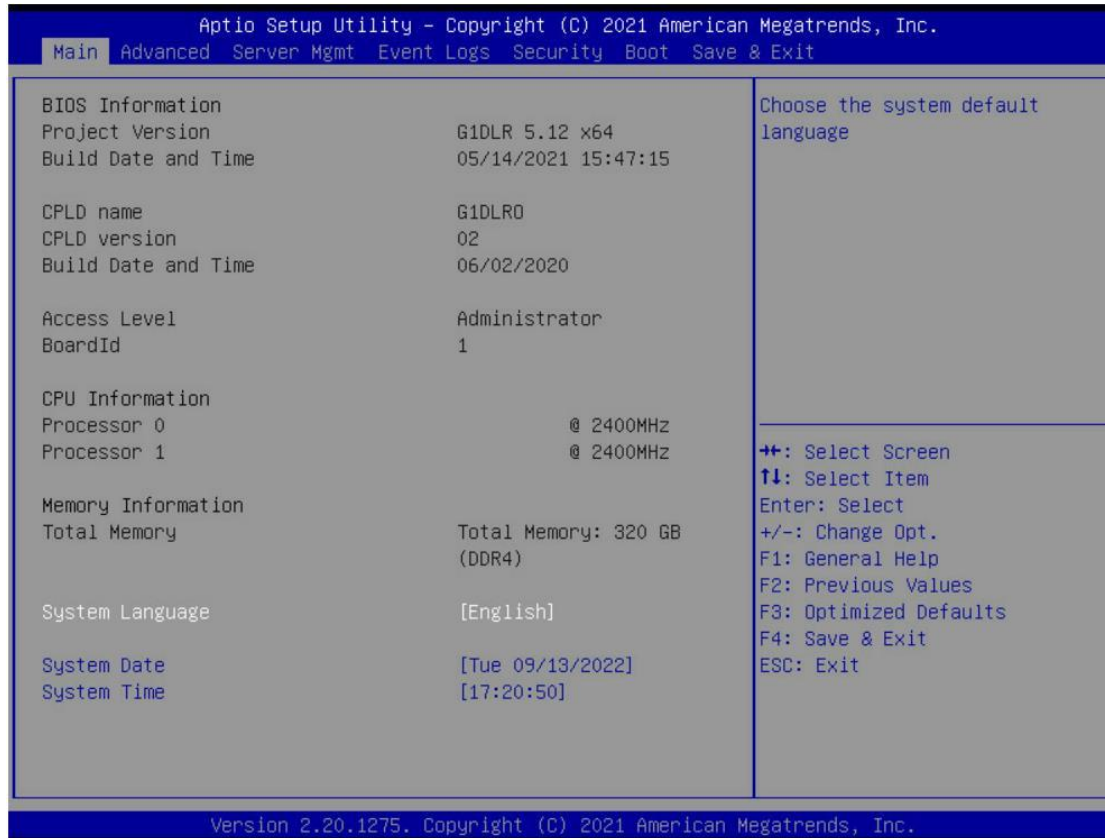 Aptio Setup Utility – Copyright (C) 2021 American Megatrends, Inc.
Main Advanced Server Mgmt Event Logs Security Boot Save & Exit
BIOS Information
Project Version G1DLR 5.12 x64
Build Date and Time 05/14/2021 15:47:15
CPLD name G1DLRO
CPLD version 02
Build Date and Time 06/02/2020
Access Level Administrator
BoardId 1
CPU Information
Processor 0 @ 2400MHz
Processor 1 @ 2400MHz
Memory Information
Total Memory Total Memory: 320 GB
(DDR4)
System Language [English]
System Date [Tue 09/13/2022]
System Time [17:20:50]
Choose the system default
language
→←: Select Screen
↑↓: Select Item
Enter: Select
+/-: Change Opt.
F1: General Help
F2: Previous Values
F3: Optimized Defaults
F4: Save & Exit
ESC: Exit
Version 2.20.1275. Copyright (C) 2021 American Megatrends, Inc.